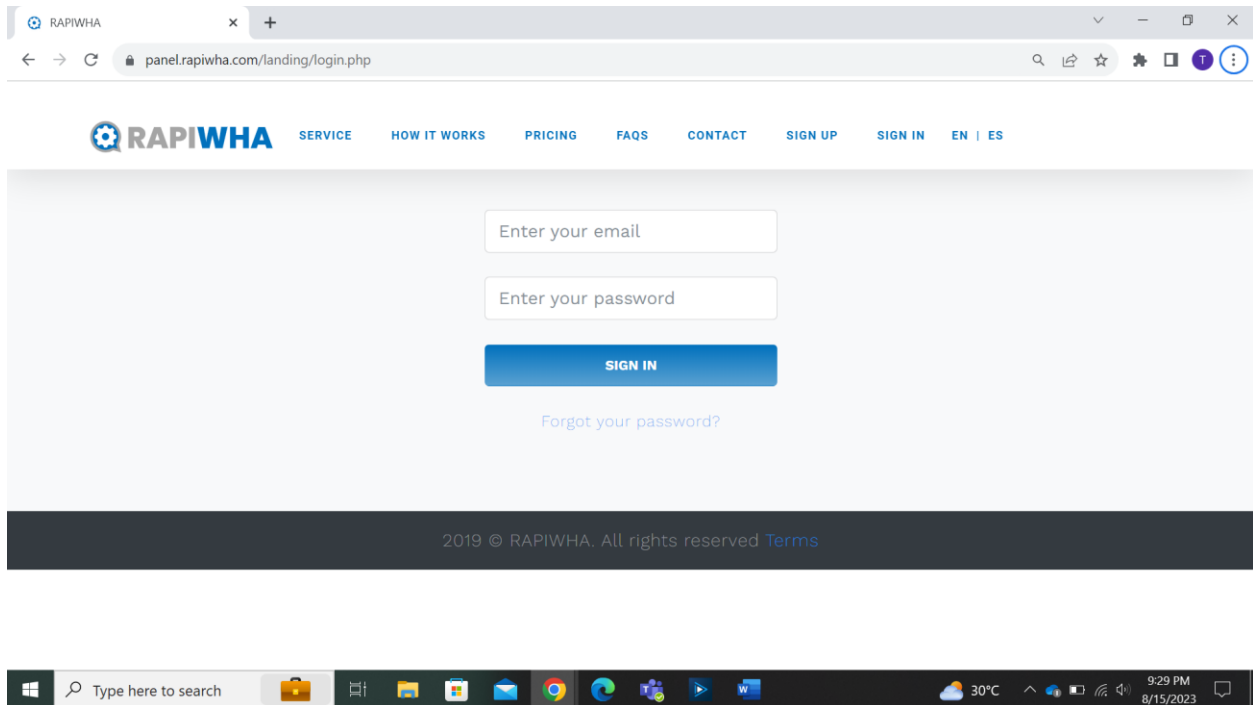 RAPIWHA
panel.rapiwha.com/landing/login.php
T
RAPIWHA SERVICE HOW IT WORKS PRICING FAQS CONTACT SIGN UP SIGN IN EN | ES
Enter your email
Enter your password
SIGN IN
Forgot your password?
2019 © RAPIWHA. All rights reserved Terms
Type here to search 30°C 9:29 PM
8/15/2023